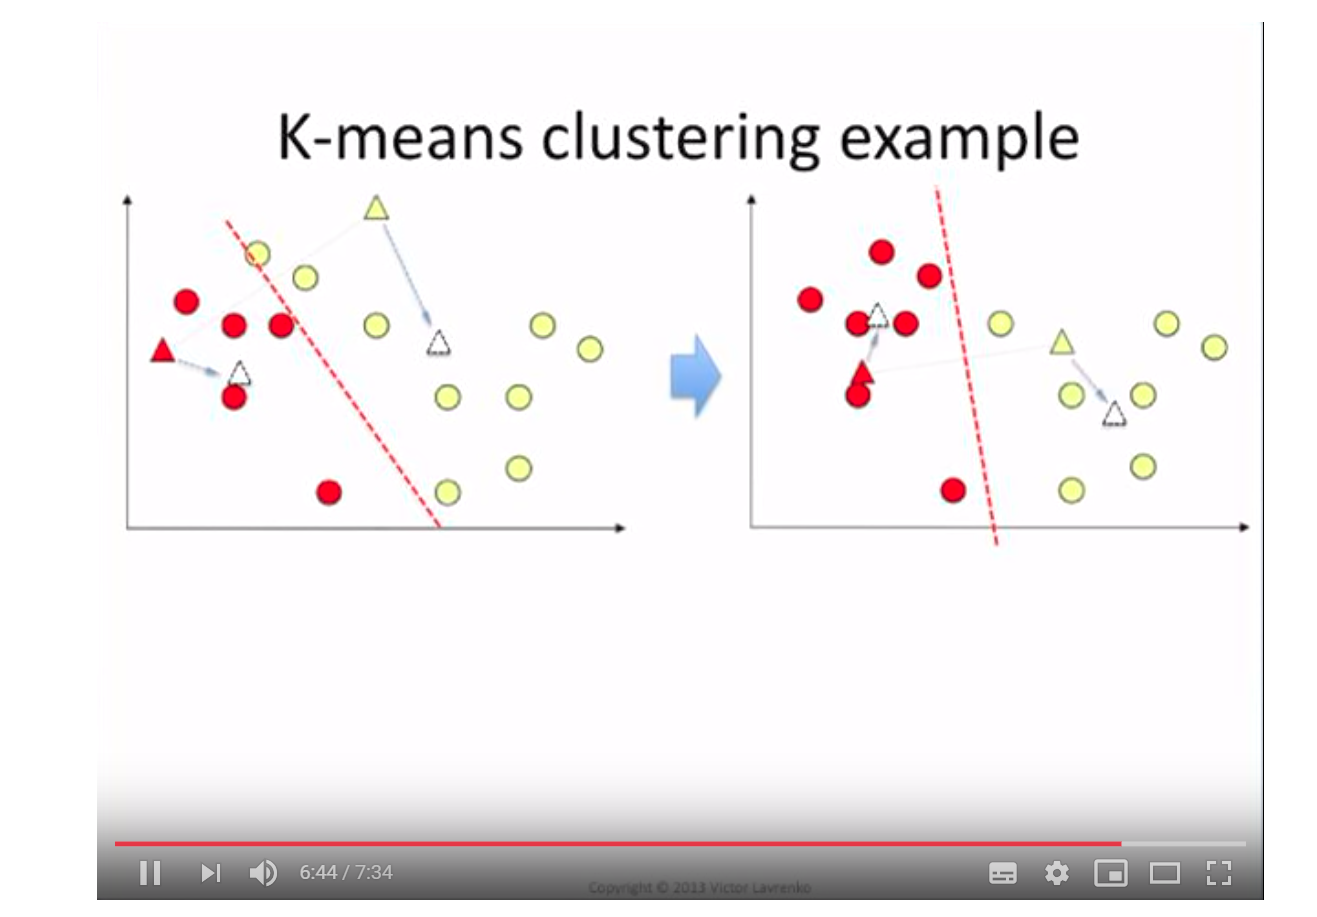 K-means clustering example
6:44 / 7:34
Copyright © 2013 Victor Lavrenko